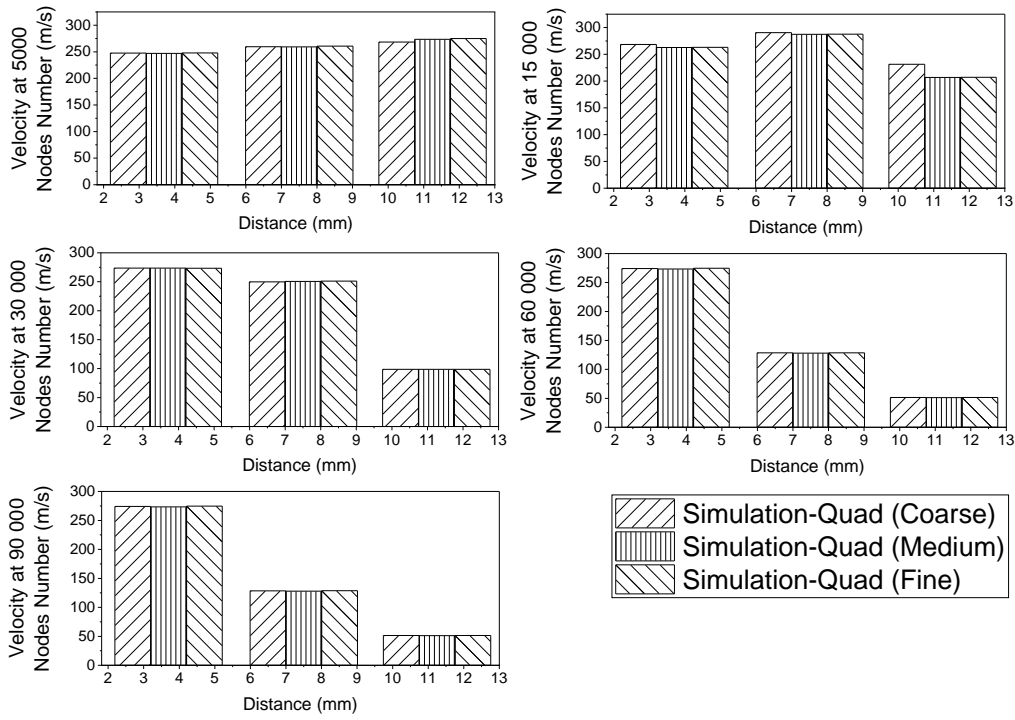 Velocity at 5000
Nodes Number (m/s)
300
250
200
150
100
50
0
2 3 4 5 6 7 8 9 10 11 12 13
Distance (mm)
Velocity at 15 000
Nodes Number (m/s)
300
250
200
150
100
50
0
2 3 4 5 6 7 8 9 10 11 12 13
Distance (mm)
Velocity at 30 000
Nodes Number (m/s)
300
250
200
150
100
50
0
2 3 4 5 6 7 8 9 10 11 12 13
Distance (mm)
Velocity at 60 000
Nodes Number (m/s)
300
250
200
150
100
50
0
2 3 4 5 6 7 8 9 10 11 12 13
Distance (mm)
Velocity at 90 000
Nodes Number (m/s)
300
250
200
150
100
50
0
2 3 4 5 6 7 8 9 10 11 12 13
Distance (mm)
Simulation-Quad (Coarse)
Simulation-Quad (Medium)
Simulation-Quad (Fine)